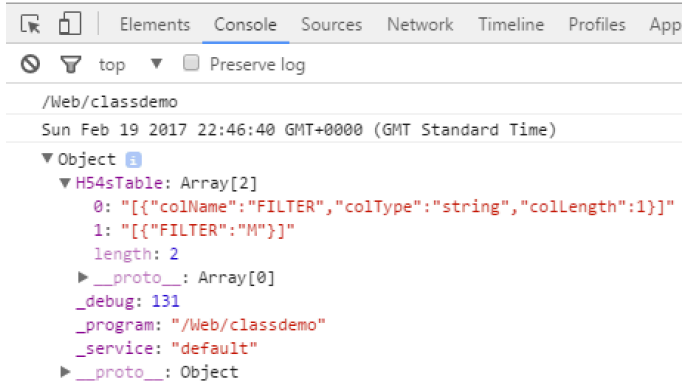 Elements Console Sources Network Timeline Profiles App
top Preserve log
/Web/classdemo
Sun Feb 19 2017 22:46:40 GMT+0000 (GMT Standard Time)
Object i
H54sTable: Array[2]
0: "[{"colName":"FILTER","colType":"string","colLength":1}]"
1: "[{"FILTER":"M"}]"
length: 2
__proto__: Array[0]
_debug: 131
_program: "/Web/classdemo"
_service: "default"
__proto__: Object